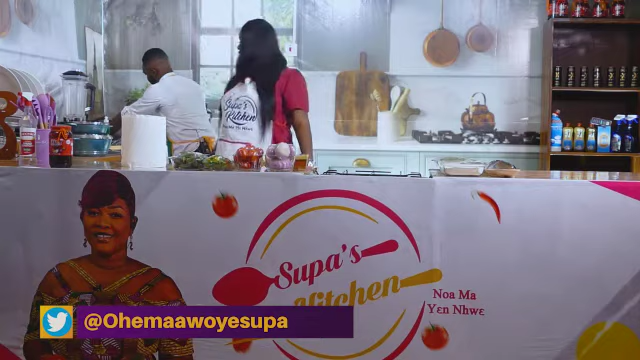 Supa's
Kitchen
Supa's
Kitchen
Noa Ma
Yɛn Nhwɛ
@Ohemaawoyesupa